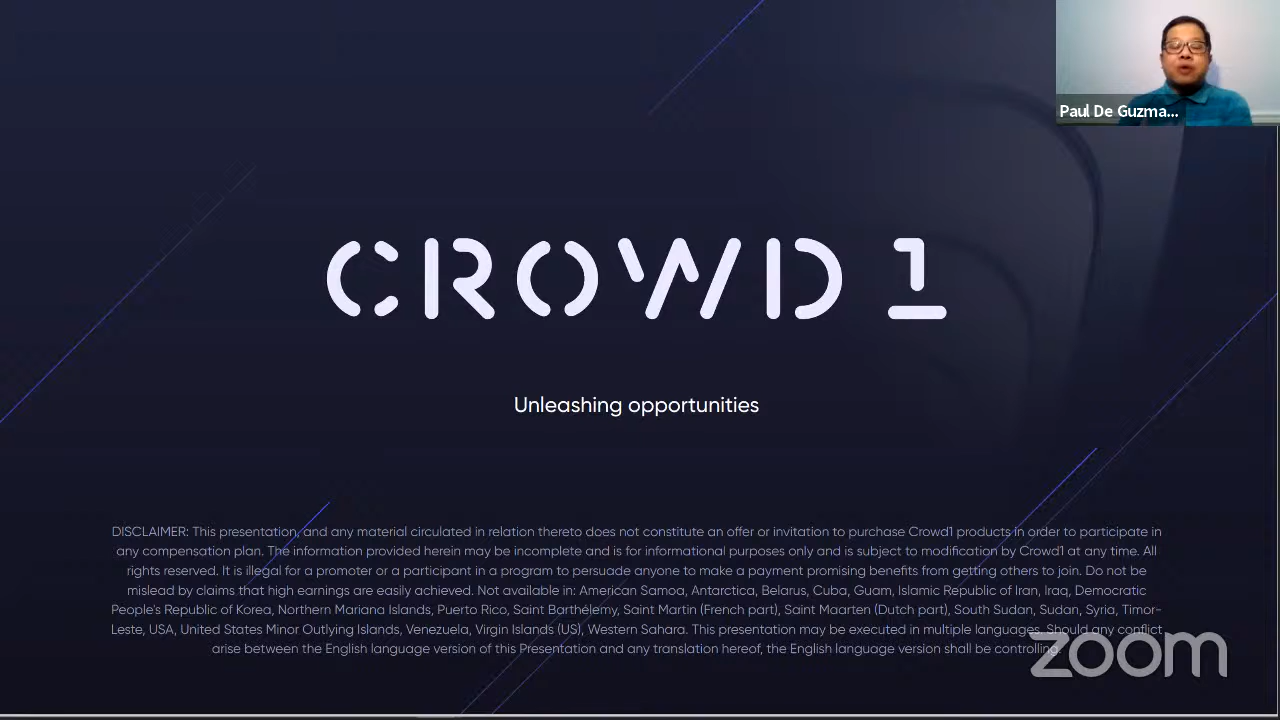 Paul De Guzma...
CROWD 1
Unleashing opportunities
DISCLAIMER: This presentation, and any material circulated in relation thereto does not constitute an offer or invitation to purchase Crowd1 products in order to participate in
any compensation plan. The information provided herein may be incomplete and is for informational purposes only and is subject to modification by Crowd1 at any time. All
rights reserved. It is illegal for a promoter or a participant in a program to persuade anyone to make a payment promising benefits from getting others to join. Do not be
mislead by claims that high earnings are easily achieved. Not available in: American Samoa, Antarctica, Belarus, Cuba, Guam, Islamic Republic of Iran, Iraq, Democratic
People's Republic of Korea, Northern Mariana Islands, Puerto Rico, Saint Barthélemy, Saint Martin (French part), Saint Maarten (Dutch part), South Sudan, Sudan, Syria, Timor-
Leste, USA, United States Minor Outlying Islands, Venezuela, Virgin Islands (US), Western Sahara. This presentation may be executed in multiple languages. Should any conflict
arise between the English language version of this Presentation and any translation hereof, the English language version shall be controlling.
zoom